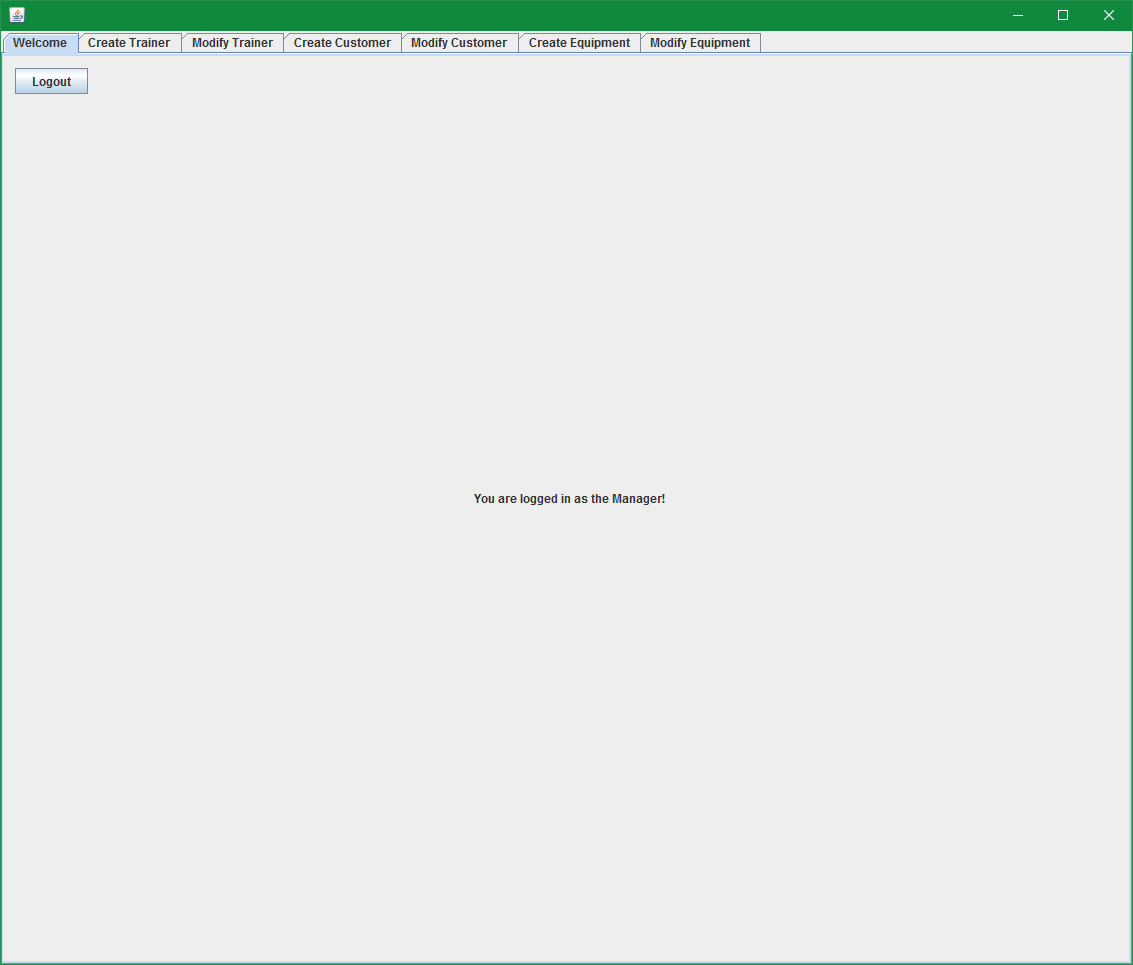 Welcome Create Trainer Modify Trainer Create Customer Modify Customer Create Equipment Modify Equipment
Logout
You are logged in as the Manager!